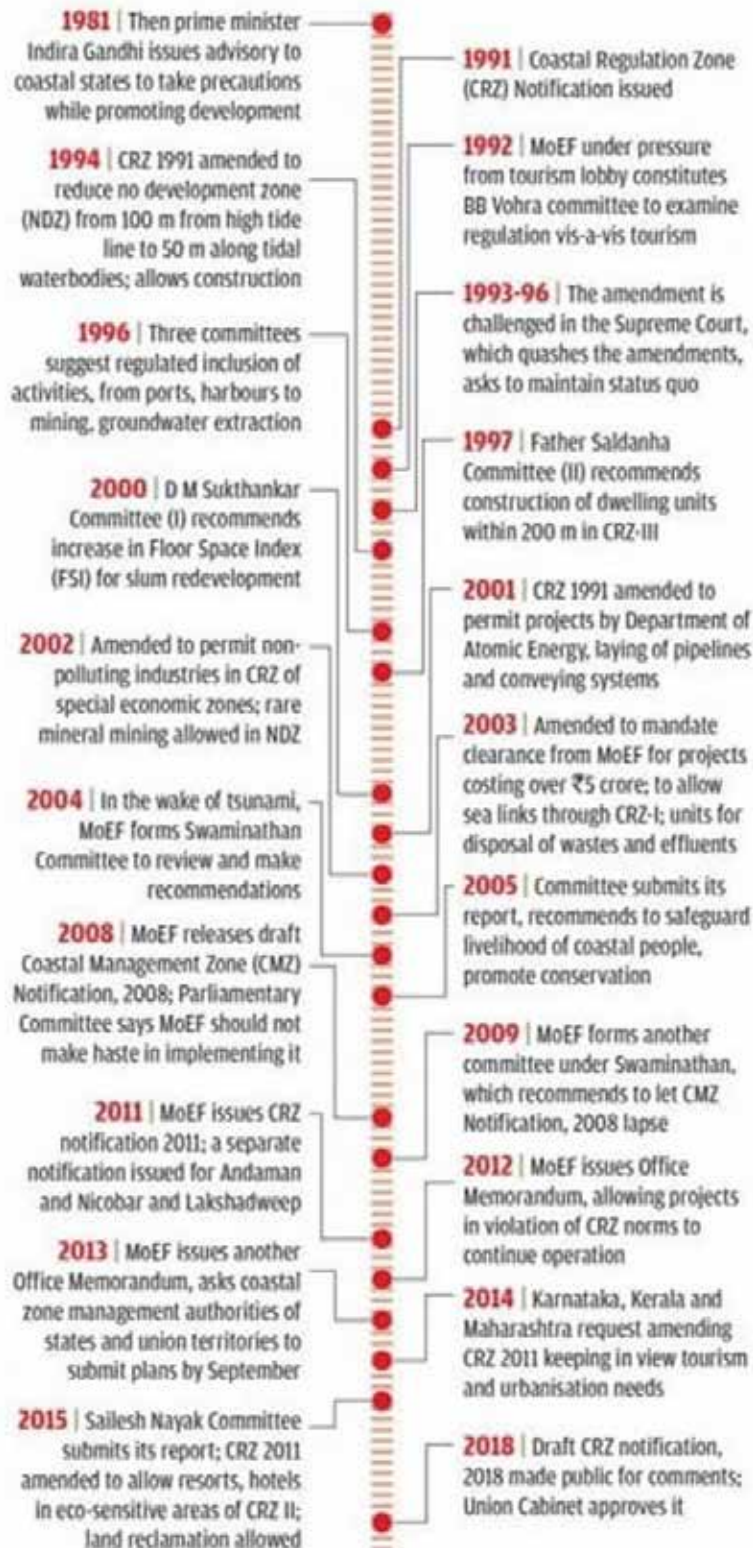 1981 | Then prime minister
Indira Gandhi issues advisory to
coastal states to take precautions
while promoting development
1991 | Coastal Regulation Zone
(CRZ) Notification issued
1992 | MoEF under pressure
from tourism lobby constitutes
BB Vohra committee to examine
regulation vis-a-vis tourism
1994 | CRZ 1991 amended to
reduce no development zone
(NDZ) from 100 m from high tide
line to 50 m along tidal
waterbodies; allows construction
1993-96 | The amendment is
challenged in the Supreme Court,
which quashes the amendments,
asks to maintain status quo
1996 | Three committees
suggest regulated inclusion of
activities, from ports, harbours to
mining, groundwater extraction
1997 | Father Saldanha
Committee (II) recommends
construction of dwelling units
within 200 m in CRZ-III
2000 | D M Sukthankar
Committee (I) recommends
increase in Floor Space Index
(FSI) for slum redevelopment
2001 | CRZ 1991 amended to
permit projects by Department of
Atomic Energy, laying of pipelines
and conveying systems
2002 | Amended to permit non-
polluting industries in CRZ of
special economic zones; rare
mineral mining allowed in NDZ
2003 | Amended to mandate
clearance from MoEF for projects
costing over ₹5 crore; to allow
sea links through CRZ-I; units for
disposal of wastes and effluents
2004 | In the wake of tsunami,
MoEF forms Swaminathan
Committee to review and make
recommendations
2005 | Committee submits its
report, recommends to safeguard
livelihood of coastal people,
promote conservation
2008 | MoEF releases draft
Coastal Management Zone (CMZ)
Notification, 2008; Parliamentary
Committee says MoEF should not
make haste in implementing it
2009 | MoEF forms another
committee under Swaminathan,
which recommends to let CMZ
Notification, 2008 lapse
2011 | MoEF issues CRZ
notification 2011; a separate
notification issued for Andaman
and Nicobar and Lakshadweep
2012 | MoEF issues Office
Memorandum, allowing projects
in violation of CRZ norms to
continue operation
2013 | MoEF issues another
Office Memorandum, asks coastal
zone management authorities of
states and union territories to
submit plans by September
2014 | Karnataka, Kerala and
Maharashtra request amending
CRZ 2011 keeping in view tourism
and urbanisation needs
2015 | Sailesh Nayak Committee
submits its report; CRZ 2011
amended to allow resorts, hotels
in eco-sensitive areas of CRZ II;
land reclamation allowed
2018 | Draft CRZ notification,
2018 made public for comments;
Union Cabinet approves it